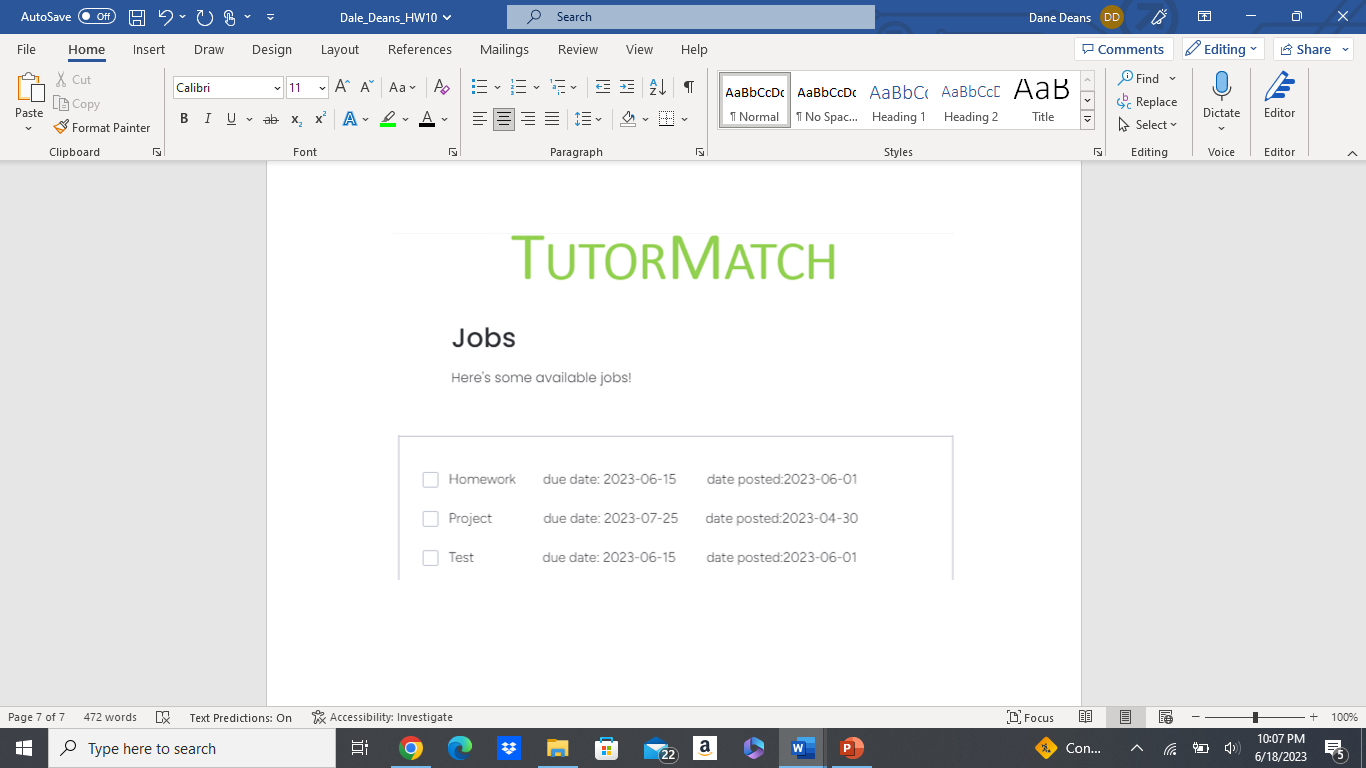 AutoSave Off Dale_Deans_HW10 Search Dane Deans DD
File Home Insert Draw Design Layout References Mailings Review View Help Comments Editing Share
Paste Cut Copy Format Painter
Clipboard
Calibri 11 Aa
B I U ab x₂ x² A A
Font
Paragraph
AaBbCcDc AaBbCcDc AaBbCc AaBbCcD AaB
¶ Normal ¶ No Spac... Heading 1 Heading 2 Title
Styles
Find Replace Select
Editing
Dictate
Voice
Editor
Editor
TUTORMATCH
Jobs
Here's some available jobs!
Homework due date: 2023-06-15 date posted:2023-06-01
Project due date: 2023-07-25 date posted:2023-04-30
Test due date: 2023-06-15 date posted:2023-06-01
Page 7 of 7 472 words Text Predictions: On Accessibility: Investigate Focus 100%
Type here to search 22 Con... 10:07 PM
6/18/2023 5